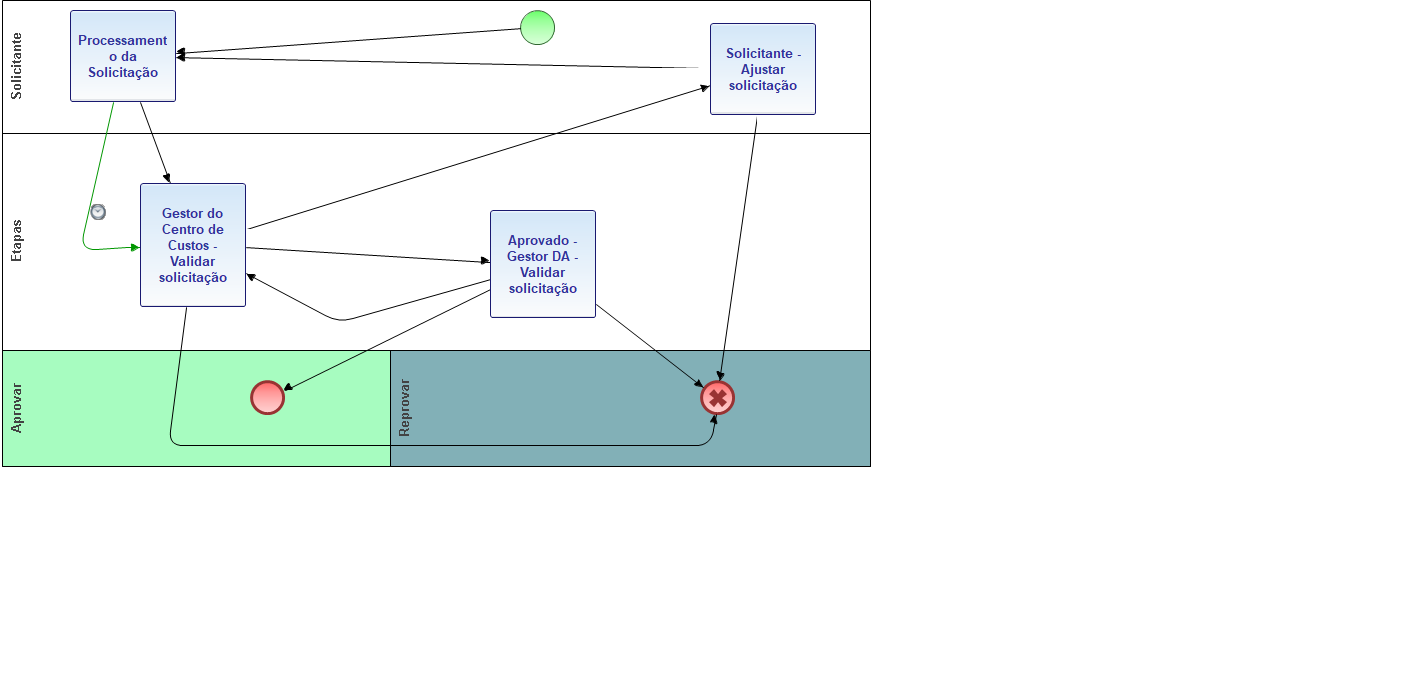 Solicitante
Processament
o da
Solicitação
Solicitante -
Ajustar
solicitação
Etapas
Gestor do
Centro de
Custos -
Validar
solicitação
Aprovado -
Gestor DA -
Validar
solicitação
Aprovar
Reprovar